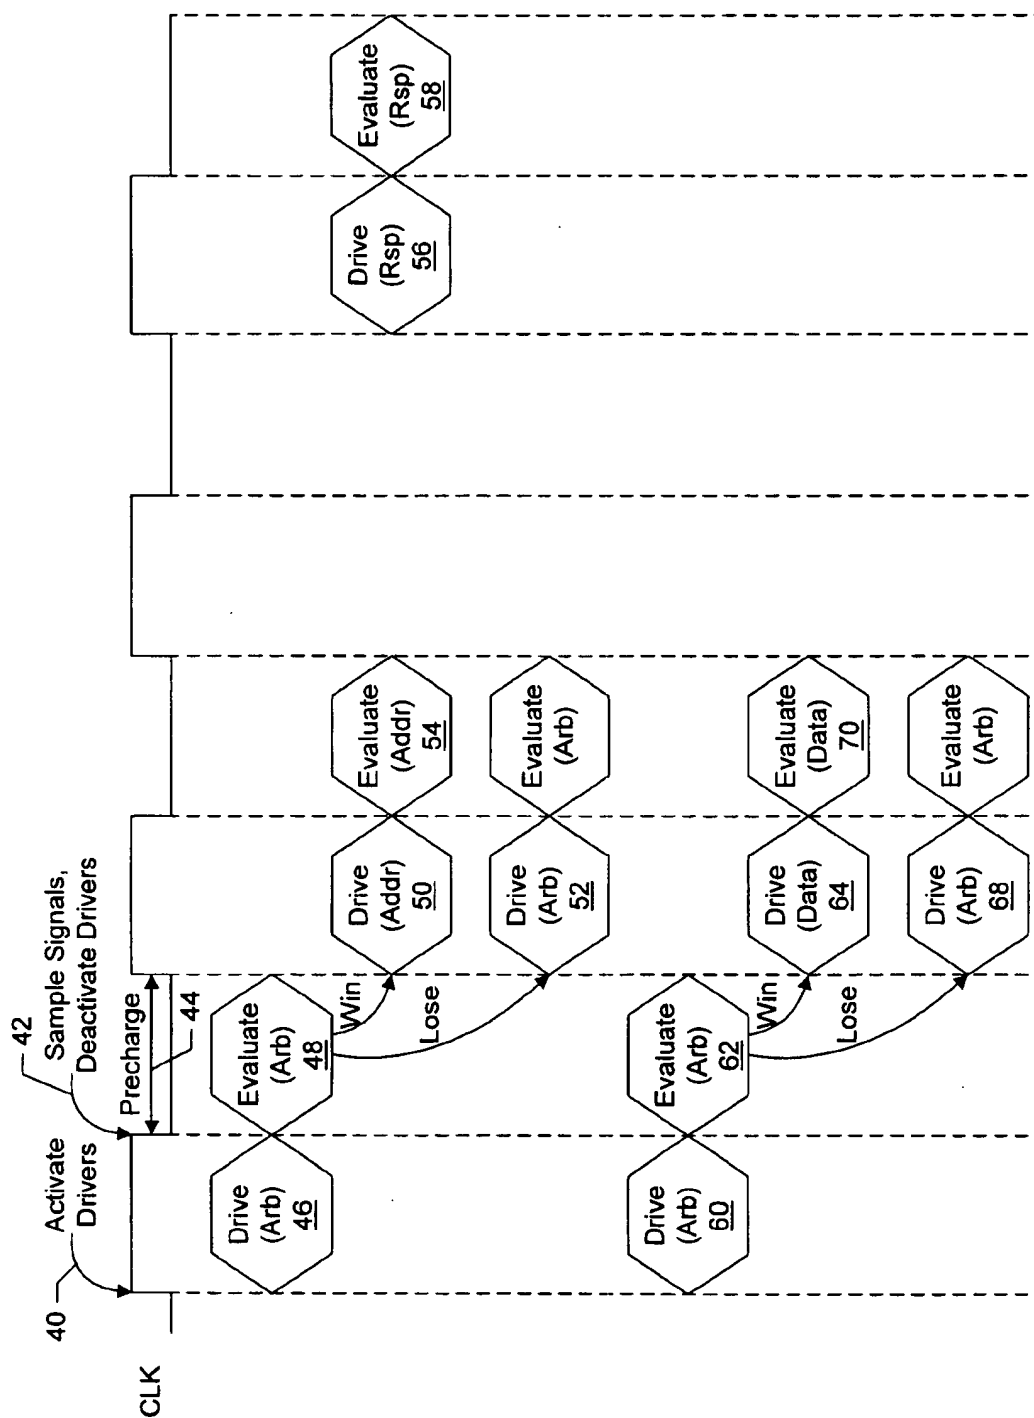 40
Activate
Drivers
42
Sample Signals,
Deactivate Drivers
CLK
Precharge
44
Drive
(Arb)
46
Evaluate
(Arb)
48
Win
Lose
Drive
(Addr)
50
Evaluate
(Addr)
54
Drive
(Rsp)
56
Evaluate
(Rsp)
58
Drive
(Arb)
52
Evaluate
(Arb)
Drive
(Arb)
60
Evaluate
(Arb)
62
Win
Lose
Drive
(Data)
64
Evaluate
(Data)
70
Drive
(Arb)
68
Evaluate
(Arb)